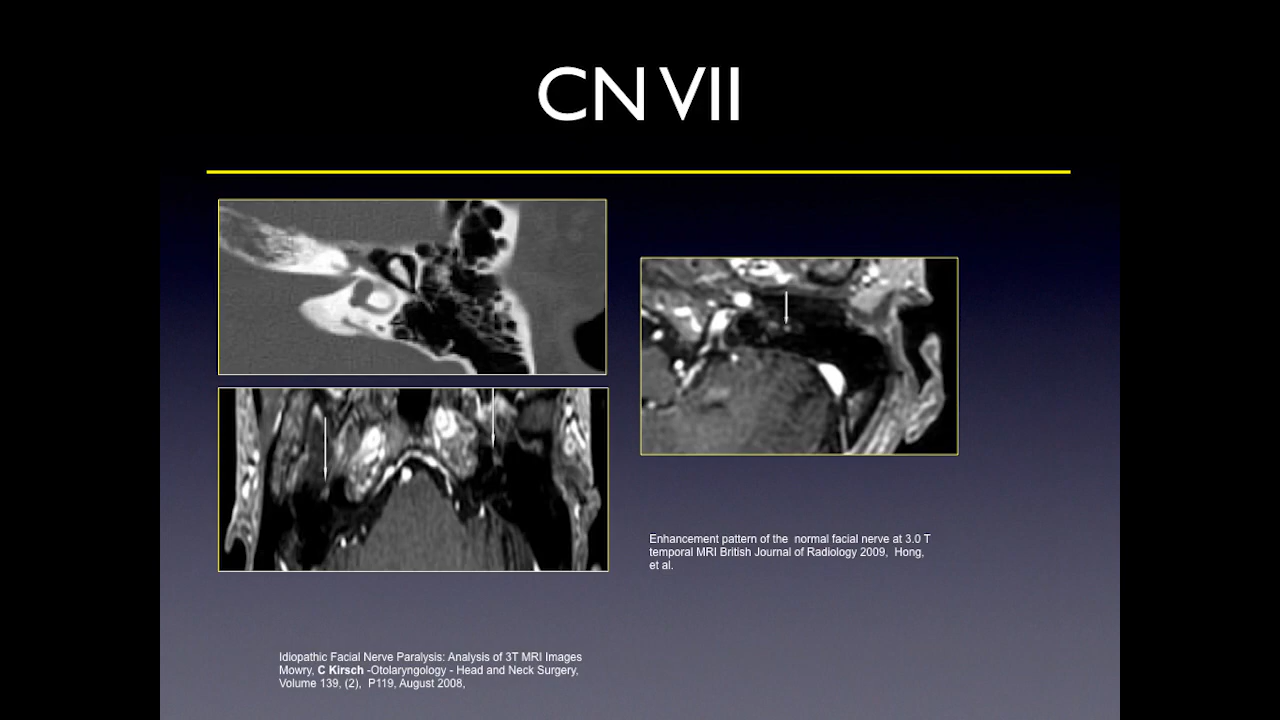 CN VII
Enhancement pattern of the normal facial nerve at 3.0 T
temporal MRI British Journal of Radiology 2009, Hong,
et al.
Idiopathic Facial Nerve Paralysis: Analysis of 3T MRI Images
Mowry, C Kirsch -Otolaryngology - Head and Neck Surgery,
Volume 139, (2), P119, August 2008,